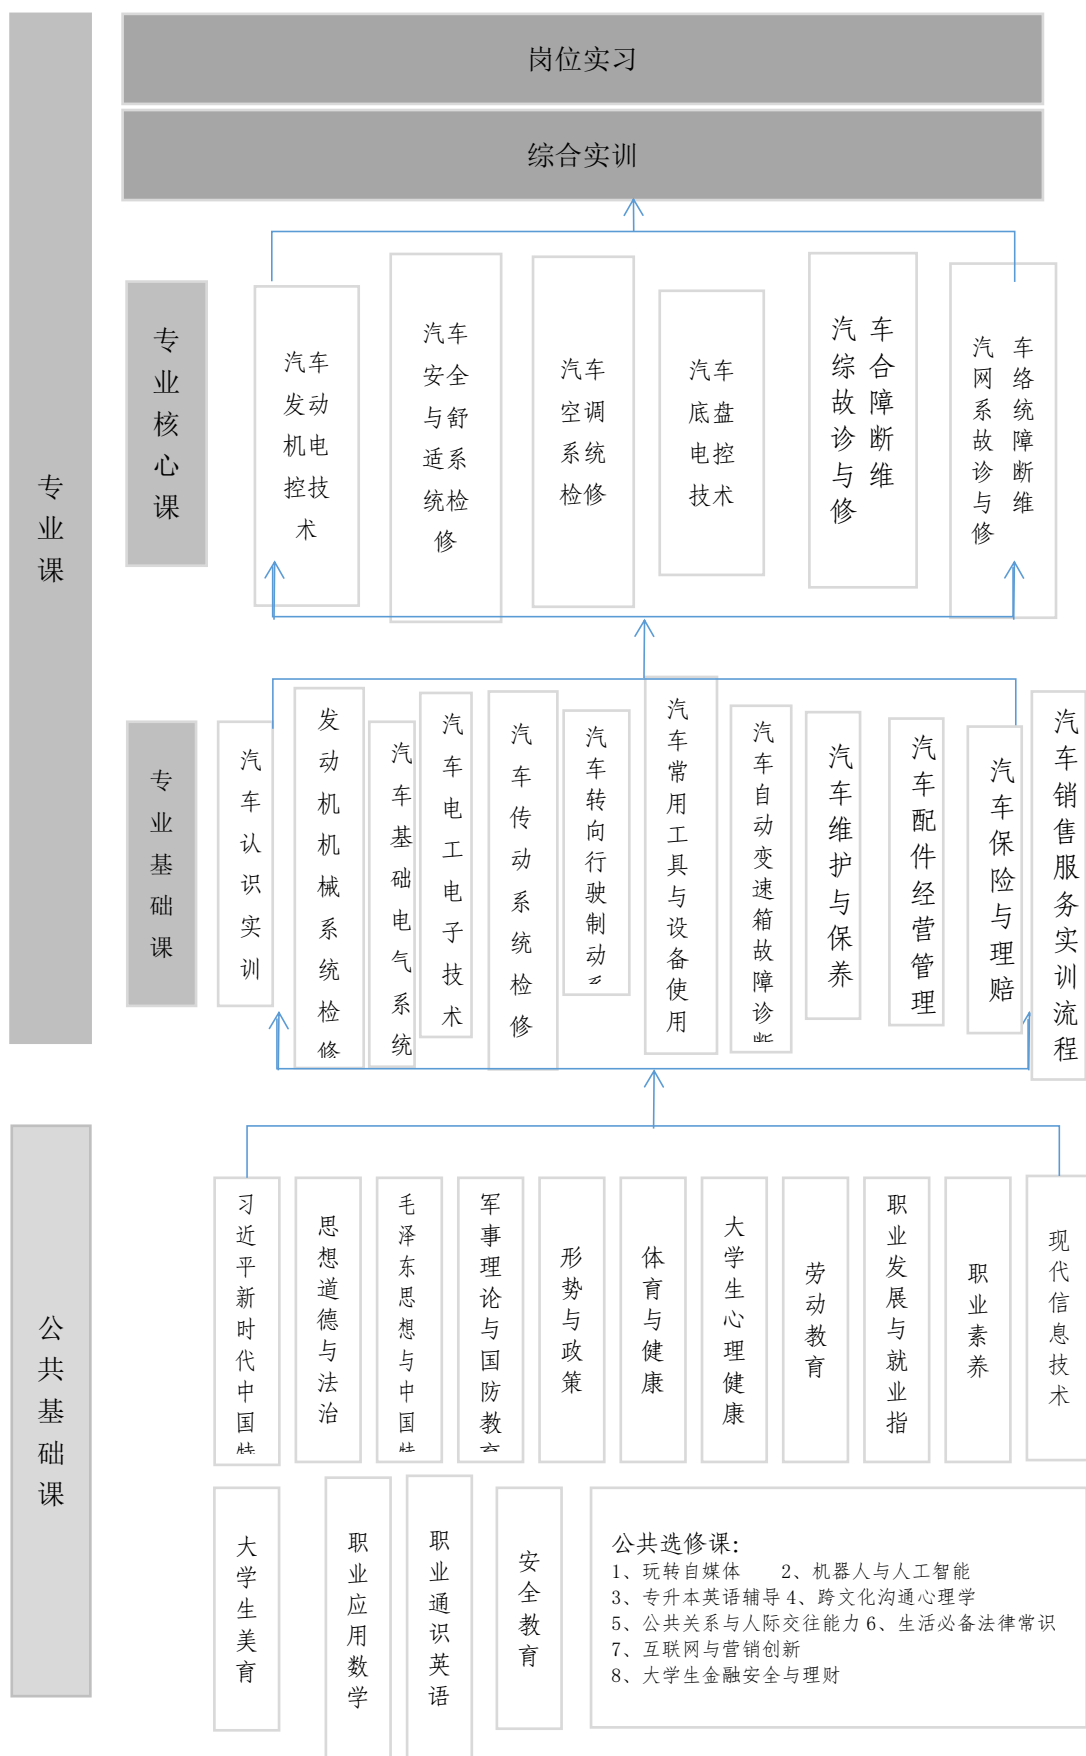 岗位实习
综合实训
专业课
专业核心课
汽车
发动
机电
控技
术
汽车
安全
与舒
适系
统检
修
汽车
空调
系统
检修
汽车
底盘
电控
技术
汽车
综合
故障
诊断
与维
修
汽车
网络
系统
故障
诊断
与维
修
专业基础课
汽车认识实训
发动机机械系统检修
汽车基础电气系统
汽车电工电子技术
汽车传动系统检修
汽车转向行驶制动
汽车常用工具与设备使用
汽车自动变速箱故障诊断
汽车维护与保养
汽车配件经营管理
汽车保险与理赔
汽车销售服务实训流程
公共基础课
习近平新时代中国特
思想道德与法治
毛泽东思想与中国特
军事理论与国防教育
形势与政策
体育与健康
大学生心理健康
劳动教育
职业发展与就业指
职业素养
现代信息技术
大学生美育
职业应用数学
职业通识英语
安全教育
公共选修课:
1、玩转自媒体 2、机器人与人工智能
3、专升本英语辅导 4、跨文化沟通心理学
5、公共关系与人际交往能力 6、生活必备法律常识
7、互联网与营销创新
8、大学生金融安全与理财